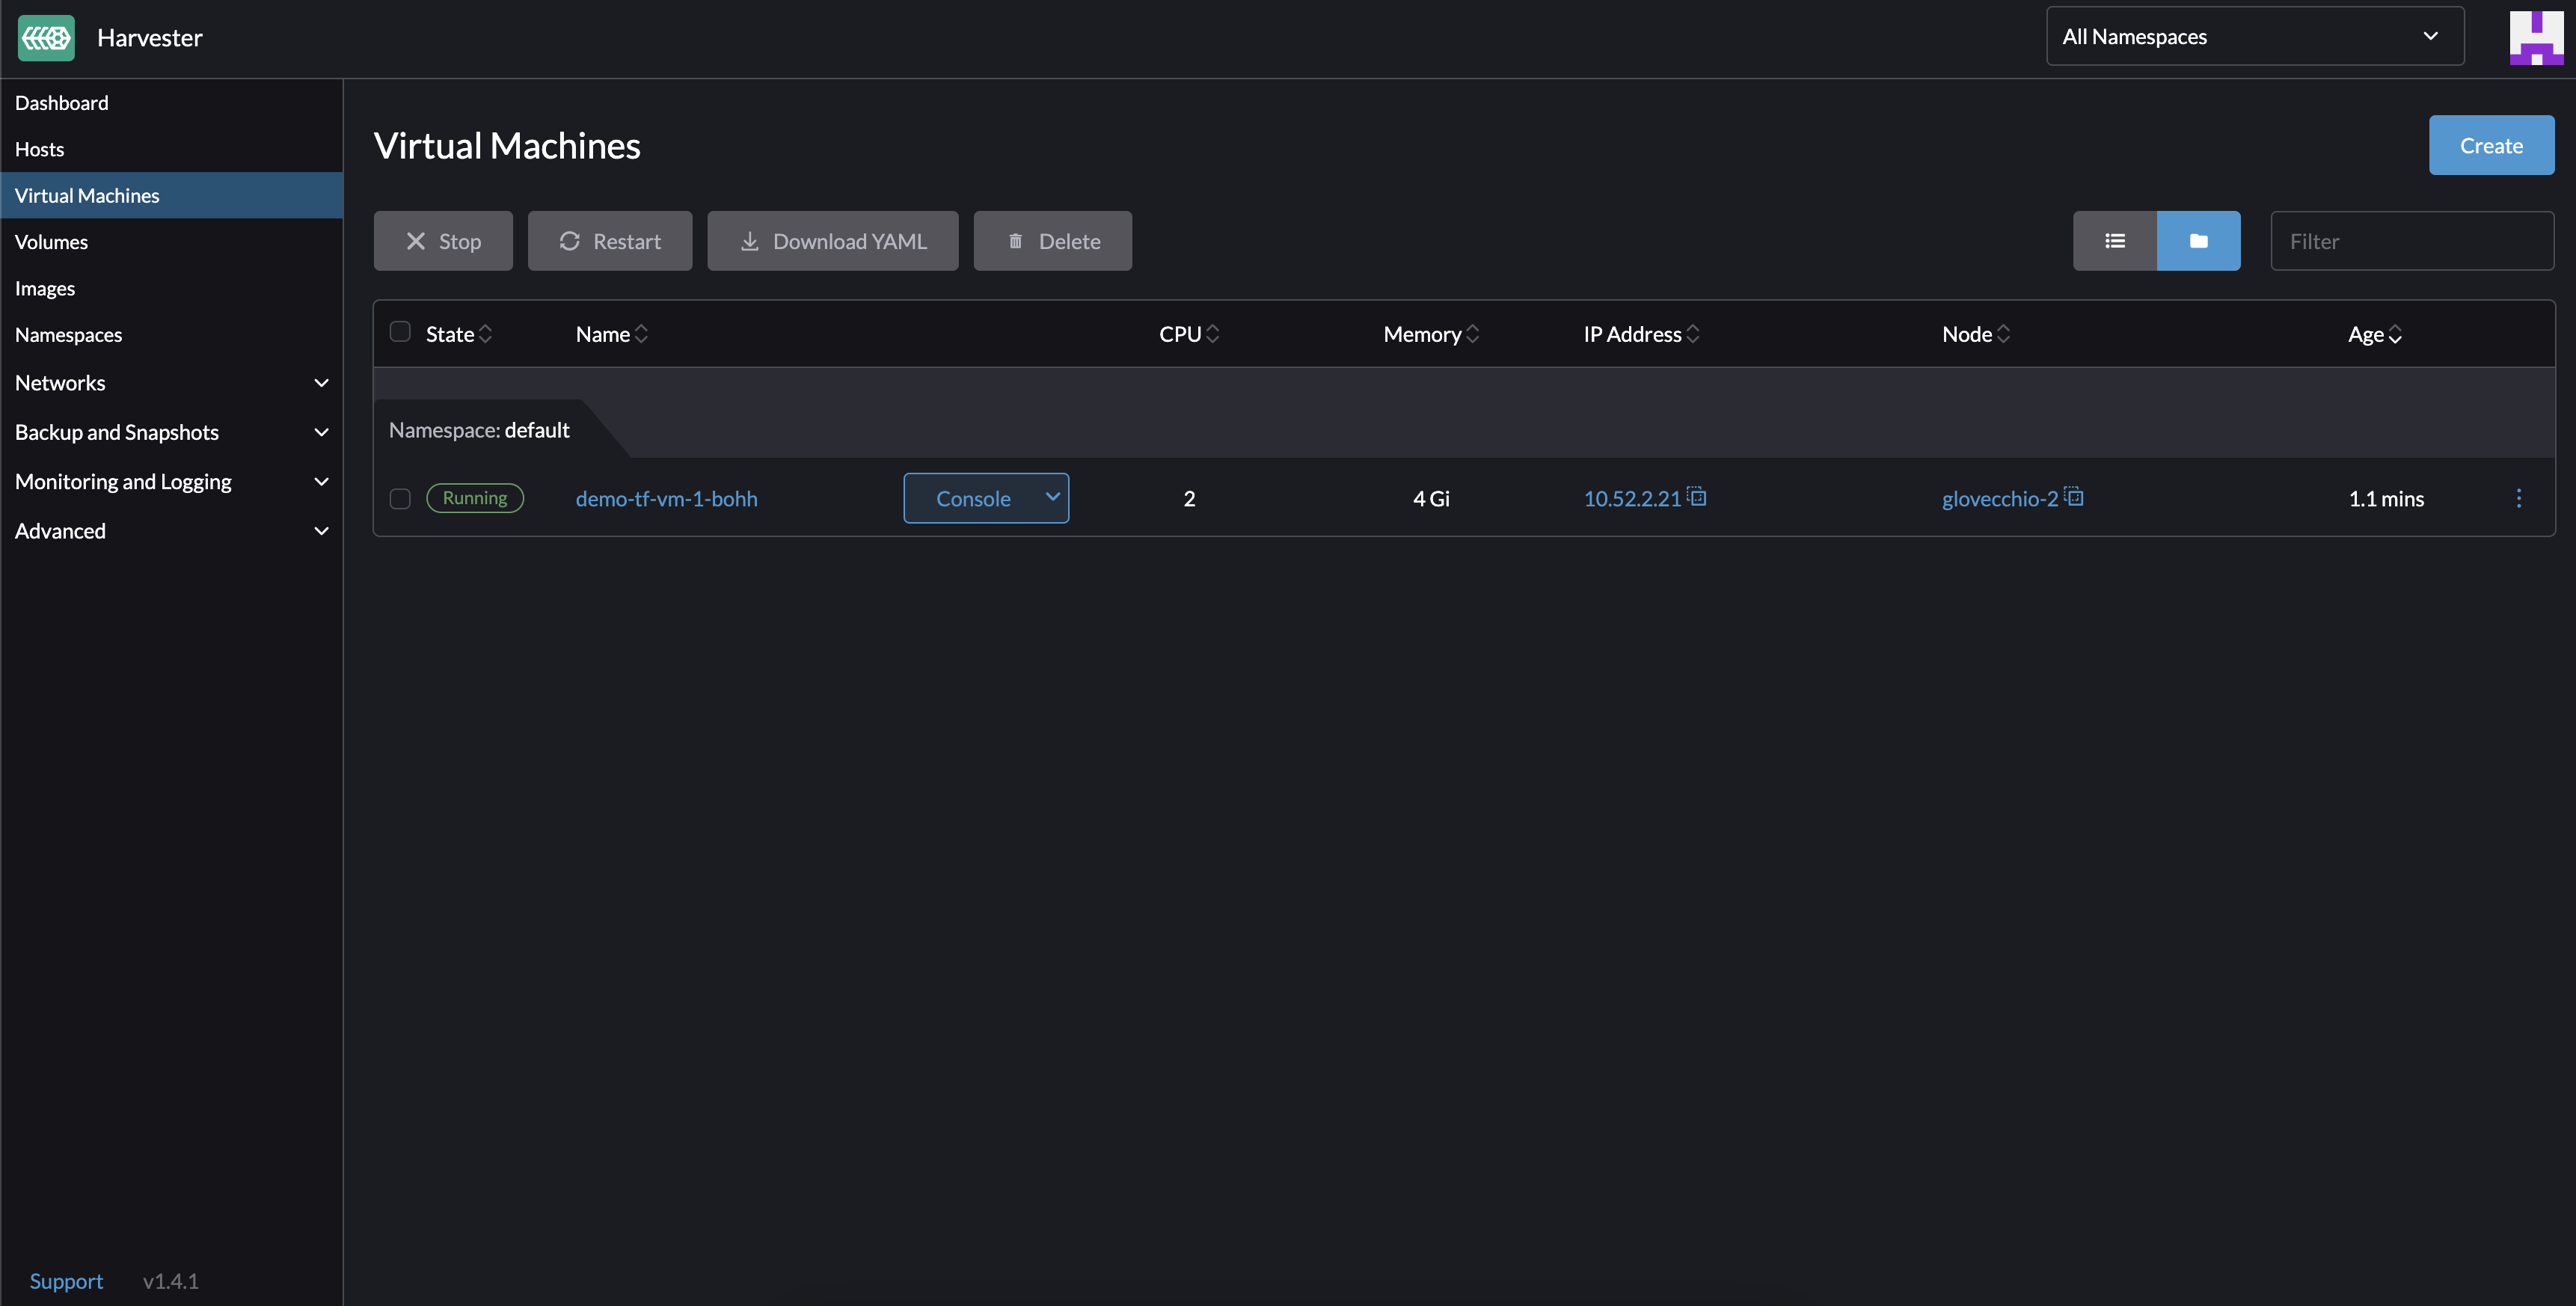 Harvester
All Namespaces
Dashboard
Hosts
Virtual Machines
Volumes
Images
Namespaces
Networks
Backup and Snapshots
Monitoring and Logging
Advanced
Support v1.4.1
Virtual Machines
Create
Stop Restart Download YAML Delete
Filter
State Name CPU Memory IP Address Node Age
Namespace: default
Running demo-tf-vm-1-bohh Console 2 4 Gi 10.52.2.21 glovecchio-2 1.1 mins